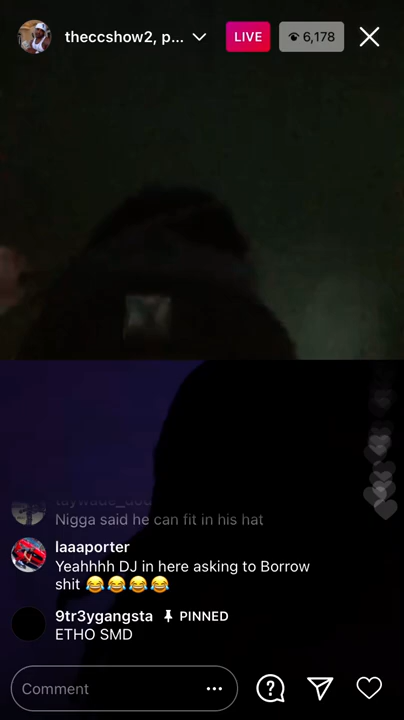 theccshow2, p...
LIVE
6,178
Nigga said he can fit in his hat
laaaporter
Yeahhhh DJ in here asking to Borrow
shit 😂😂😂😂
9tr3ygangsta PINNED
ETHO SMD
Comment